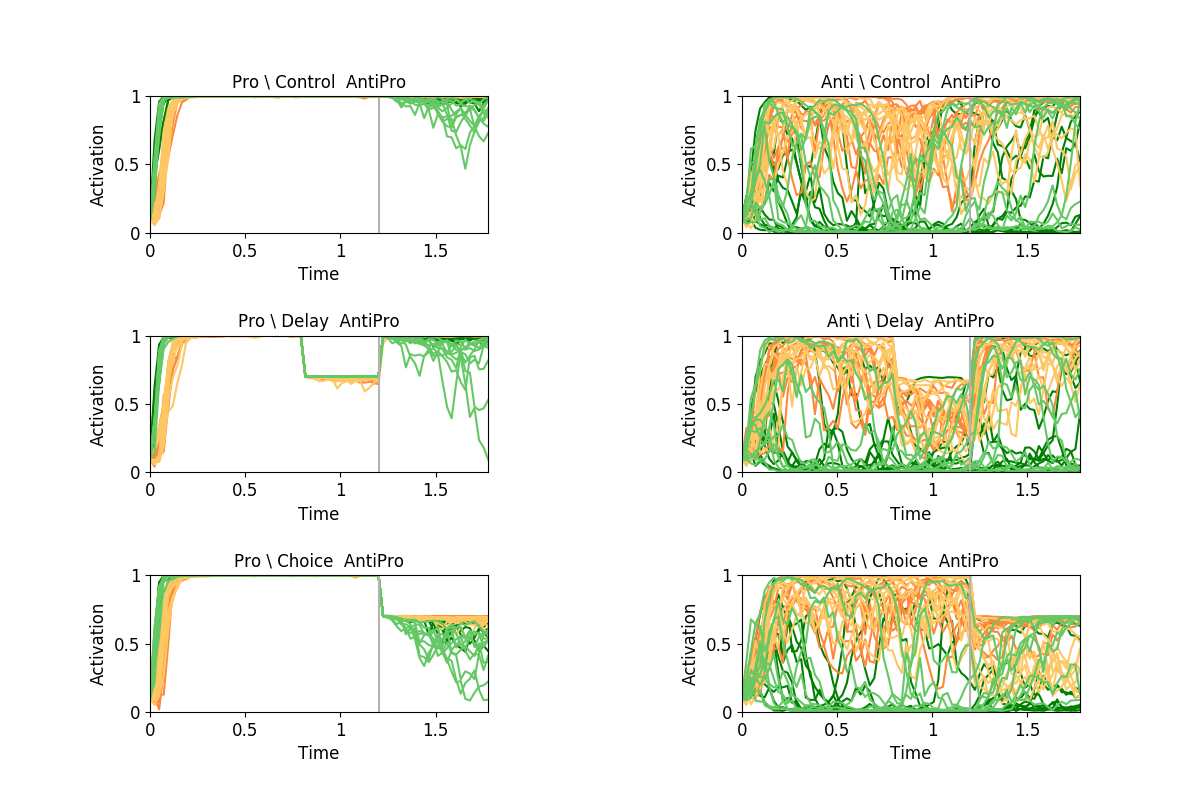 Pro \ Control  AntiPro
Activation
1
0.5
0
0
0.5
1
1.5
Time
Anti \ Control  AntiPro
Activation
1
0.5
0
0
0.5
1
1.5
Time
Pro \ Delay  AntiPro
Activation
1
0.5
0
0
0.5
1
1.5
Time
Anti \ Delay  AntiPro
Activation
1
0.5
0
0
0.5
1
1.5
Time
Pro \ Choice  AntiPro
Activation
1
0.5
0
0
0.5
1
1.5
Time
Anti \ Choice  AntiPro
Activation
1
0.5
0
0
0.5
1
1.5
Time